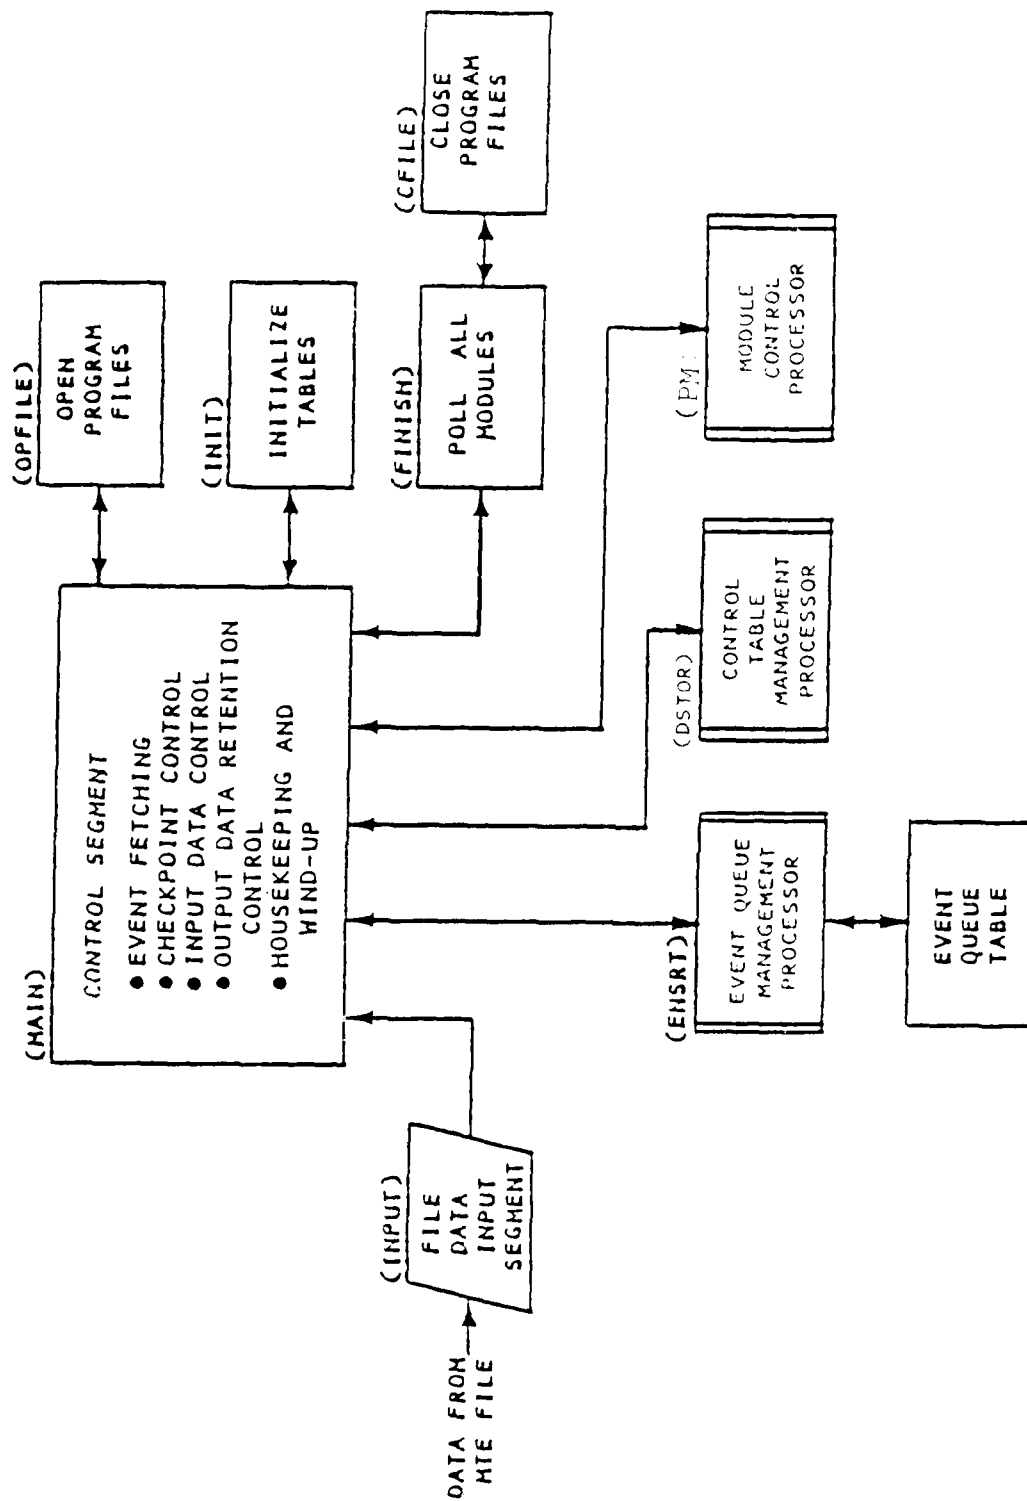 (MAIN)
CONTROL SEGMENT
● EVENT FETCHING
● CHECKPOINT CONTROL
● INPUT DATA CONTROL
● OUTPUT DATA RETENTION
CONTROL
● HOUSEKEEPING AND
WIND-UP
(OPFILE)
OPEN
PROGRAM
FILES
(INIT)
INITIALIZE
TABLES
(FINISH)
POLL ALL
MODULES
(CFILE)
CLOSE
PROGRAM
FILES
DATA FROM
MTE FILE
(INPUT)
FILE
DATA
INPUT
SEGMENT
(ENSRT)
EVENT QUEUE
MANAGEMENT
PROCESSOR
EVENT
QUEUE
TABLE
(DSTOR)
CONTROL
TABLE
MANAGEMENT
PROCESSOR
MODULE
CONTROL
PROCESSOR